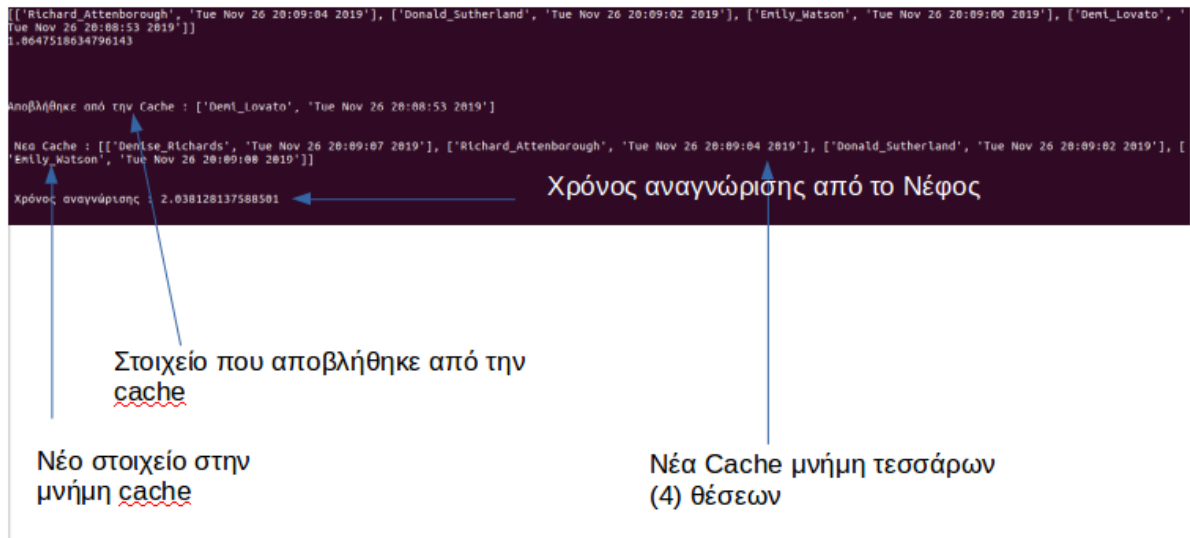 [['Richard_Attenborough', 'Tue Nov 26 20:09:04 2019'], ['Donald_Sutherland', 'Tue Nov 26 20:09:02 2019'], ['Emily_Watson', 'Tue Nov 26 20:09:00 2019'], ['Demi_Lovato', '
Tue Nov 26 20:08:53 2019']]
1.0647518634796143
Αποβλήθηκε από την Cache : ['Demi_Lovato', 'Tue Nov 26 20:08:53 2019']
Νέα Cache : [['Denise_Richards', 'Tue Nov 26 20:09:07 2019'], ['Richard_Attenborough', 'Tue Nov 26 20:09:04 2019'], ['Donald_Sutherland', 'Tue Nov 26 20:09:02 2019'], [
'Emily_Watson', 'Tue Nov 26 20:09:00 2019']]
Χρόνος αναγνώρισης από το Νέφος
Χρόνος αναγνώρισης : 2.038128137588501
Στοιχείο που αποβλήθηκε από την
cache
Νέο στοιχείο στην
μνήμη cache
Νέα Cache μνήμη τεσσάρων
(4) θέσεων